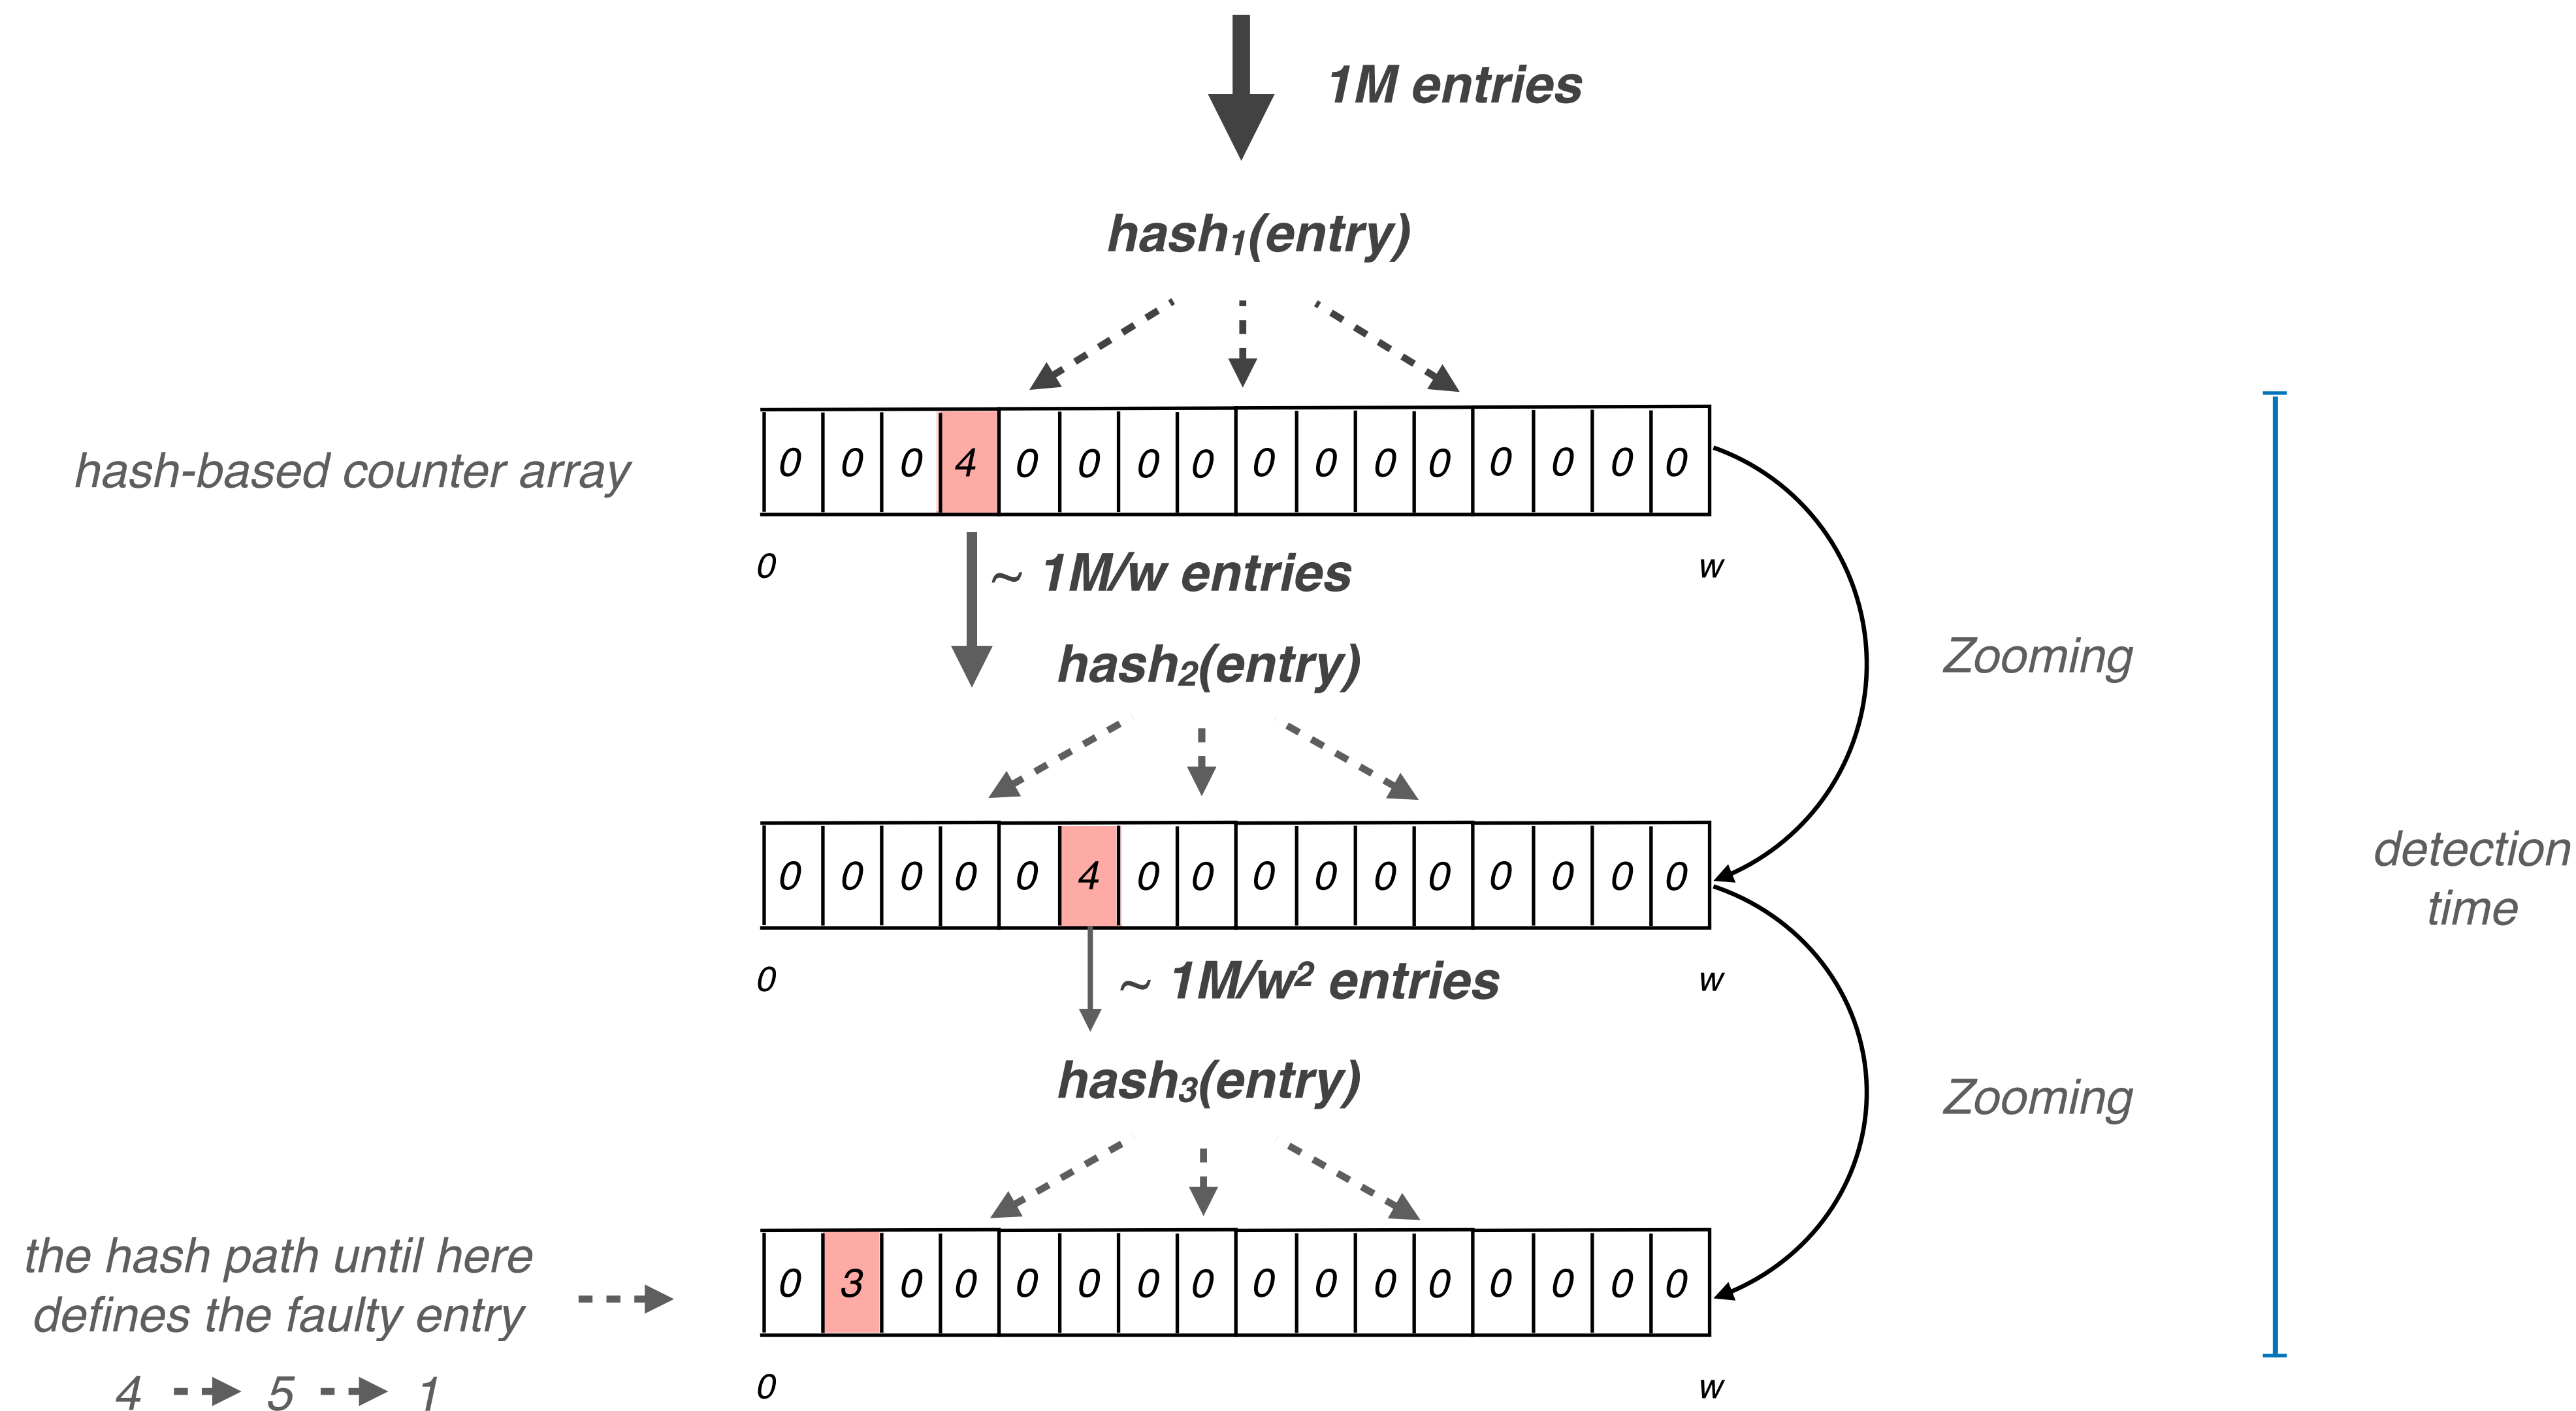 1M entries
hash₁(entry)
hash-based counter array
0 0 0 4 0 0 0 0 0 0 0 0 0 0 0 0
0 w
~ 1M/w entries
hash₂(entry)
Zooming
0 0 0 0 0 4 0 0 0 0 0 0 0 0 0 0
detection
time
0 w
~ 1M/w² entries
hash₃(entry)
Zooming
the hash path until here
defines the faulty entry
4 5 1
0 3 0 0 0 0 0 0 0 0 0 0 0 0 0 0
0 w